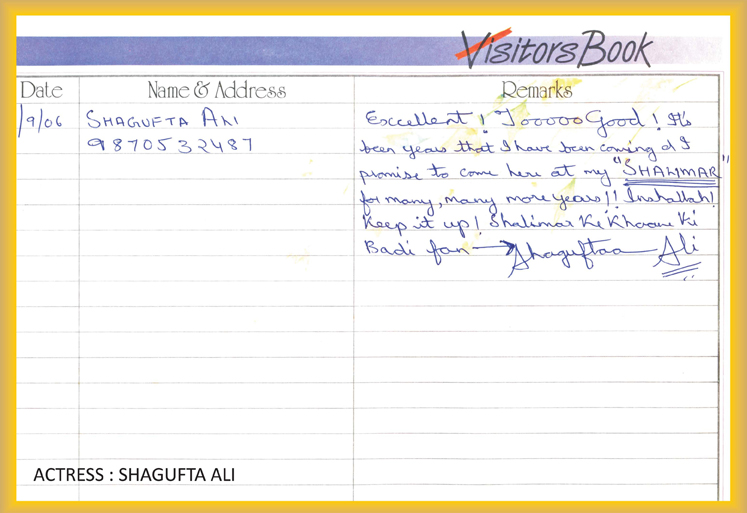 Visitors Book
Date Name & Address Remarks
/9/06 SHAGUFTA ALI Excellent! TooooooGood! It's
9870532487 been years that I have been coming & I
promise to come here at my "SHALIMAR"
for many, many more years!! Inshallah!
Keep it up! Shalimar Ke Khaane Ki
Badi fan → Shaguftaa Ali
ACTRESS : SHAGUFTA ALI